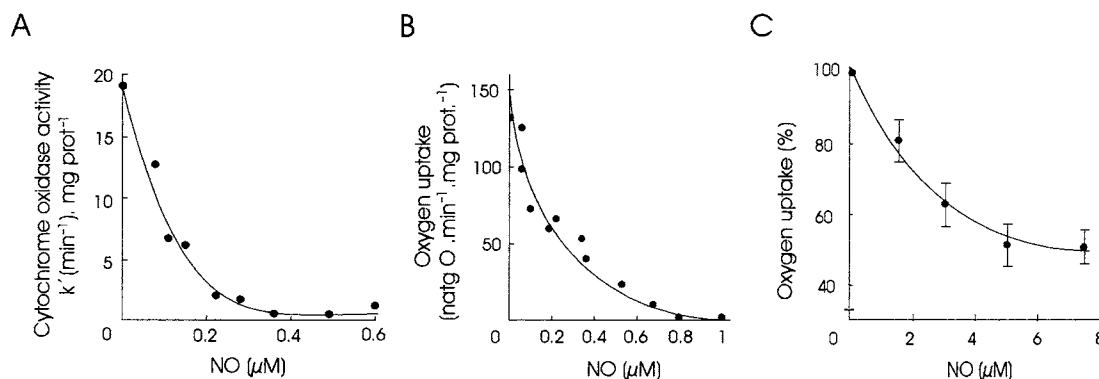 A
B
C
Cytochrome oxidase activity
k´(min⁻¹), mg prot⁻¹
20
15
10
5
0
0
0.2
0.4
0.6
NO (µM)
Oxygen uptake
(natg O .min⁻¹.mg prot.⁻¹)
150
100
50
0
0.2
0.4
0.6
0.8
1
NO (µM)
Oxygen uptake (%)
100
80
60
40
0
2
4
6
8
NO (µM)